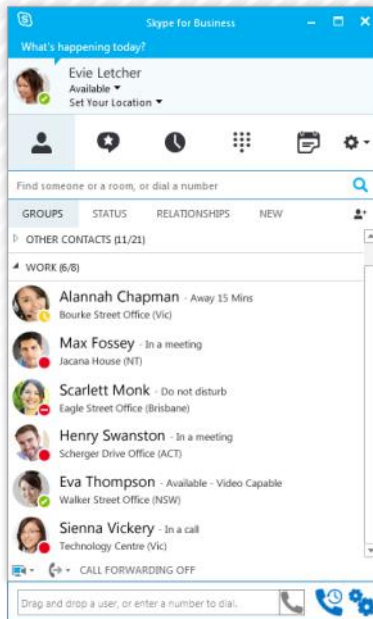 Skype for Business
What's happening today?
Evie Letcher
Available
Set Your Location
Find someone or a room, or dial a number
GROUPS STATUS RELATIONSHIPS NEW
OTHER CONTACTS (11/21)
WORK (6/8)
Alannah Chapman - Away 15 Mins
Bourke Street Office (Vic)
Max Fossey - In a meeting
Jacana House (NT)
Scarlett Monk - Do not disturb
Eagle Street Office (Brisbane)
Henry Swanston - In a meeting
Scherger Drive Office (ACT)
Eva Thompson - Available - Video Capable
Walker Street Office (NSW)
Sienna Vickery - In a call
Technology Centre (Vic)
CALL FORWARDING OFF
Drag and drop a user, or enter a number to dial.